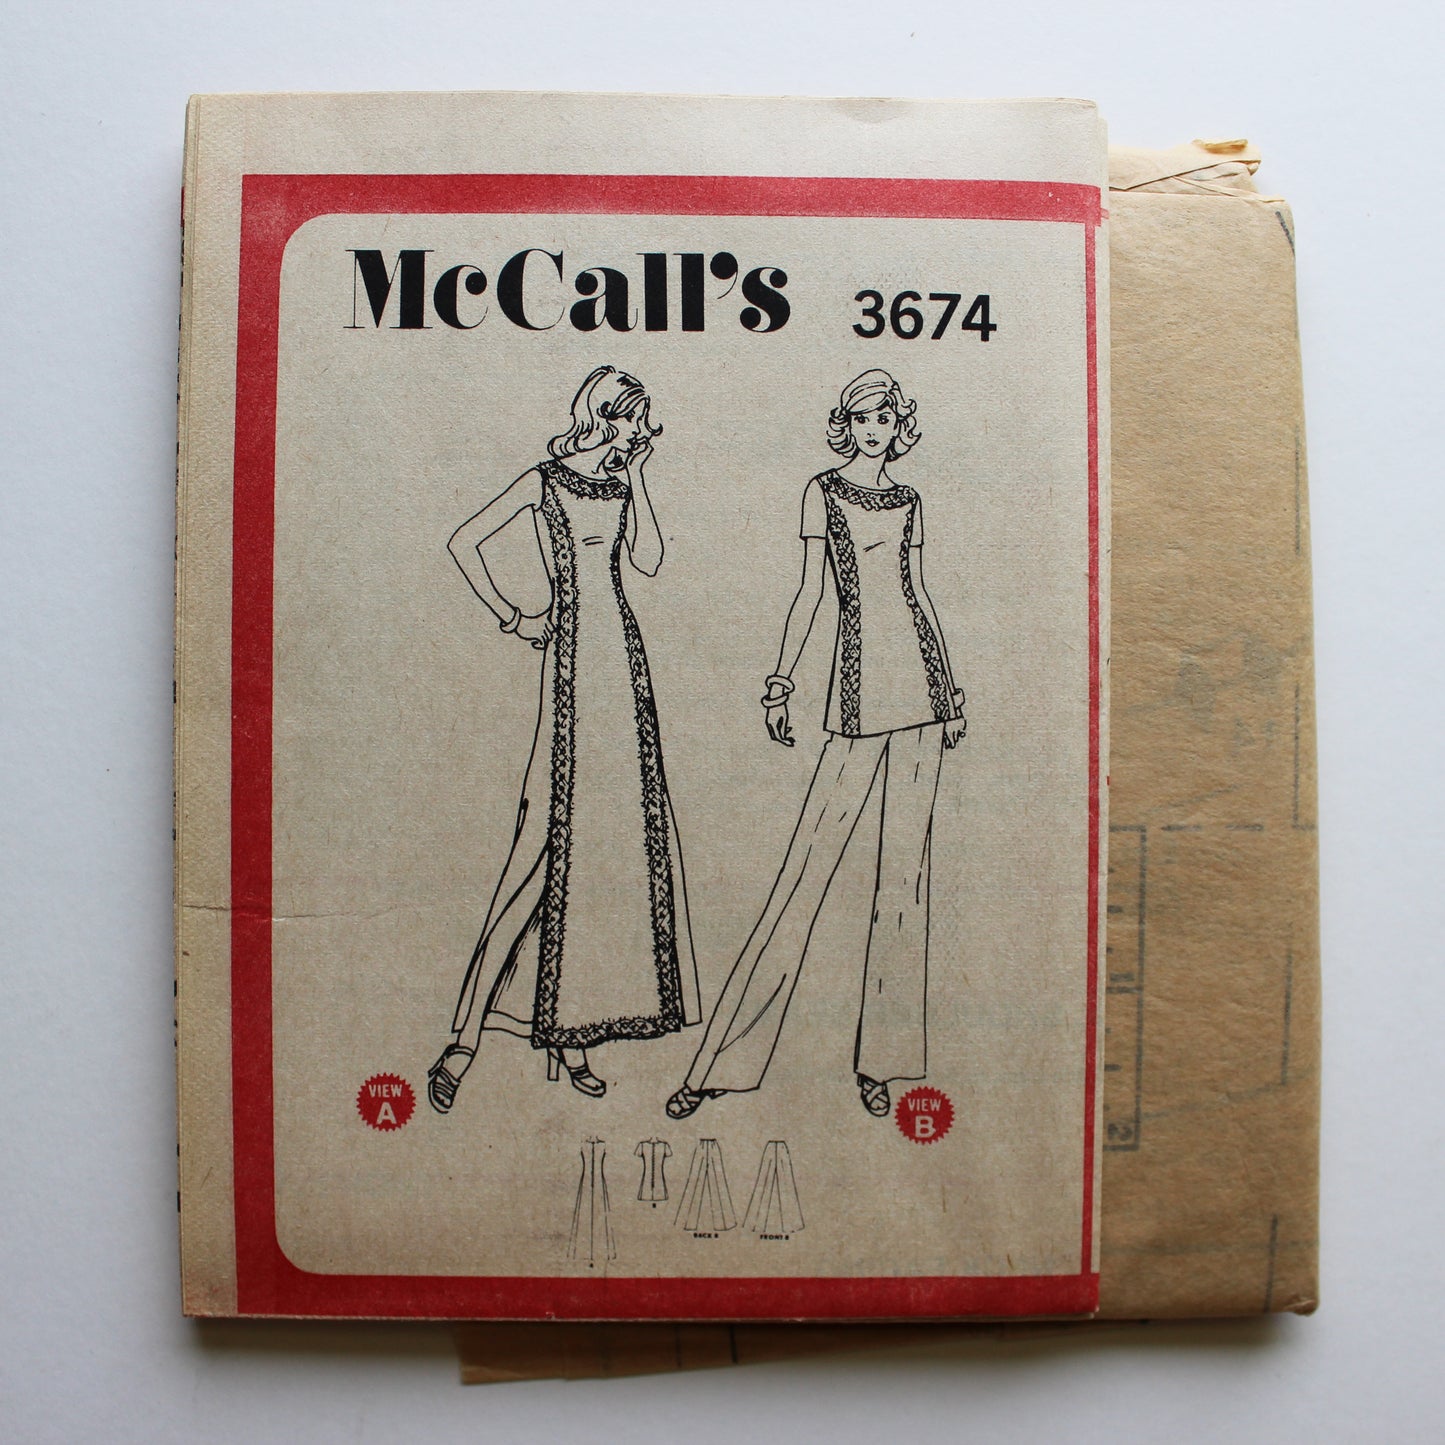 McCall's 3674
VIEW
A
VIEW
B
BACK B
FRONT B